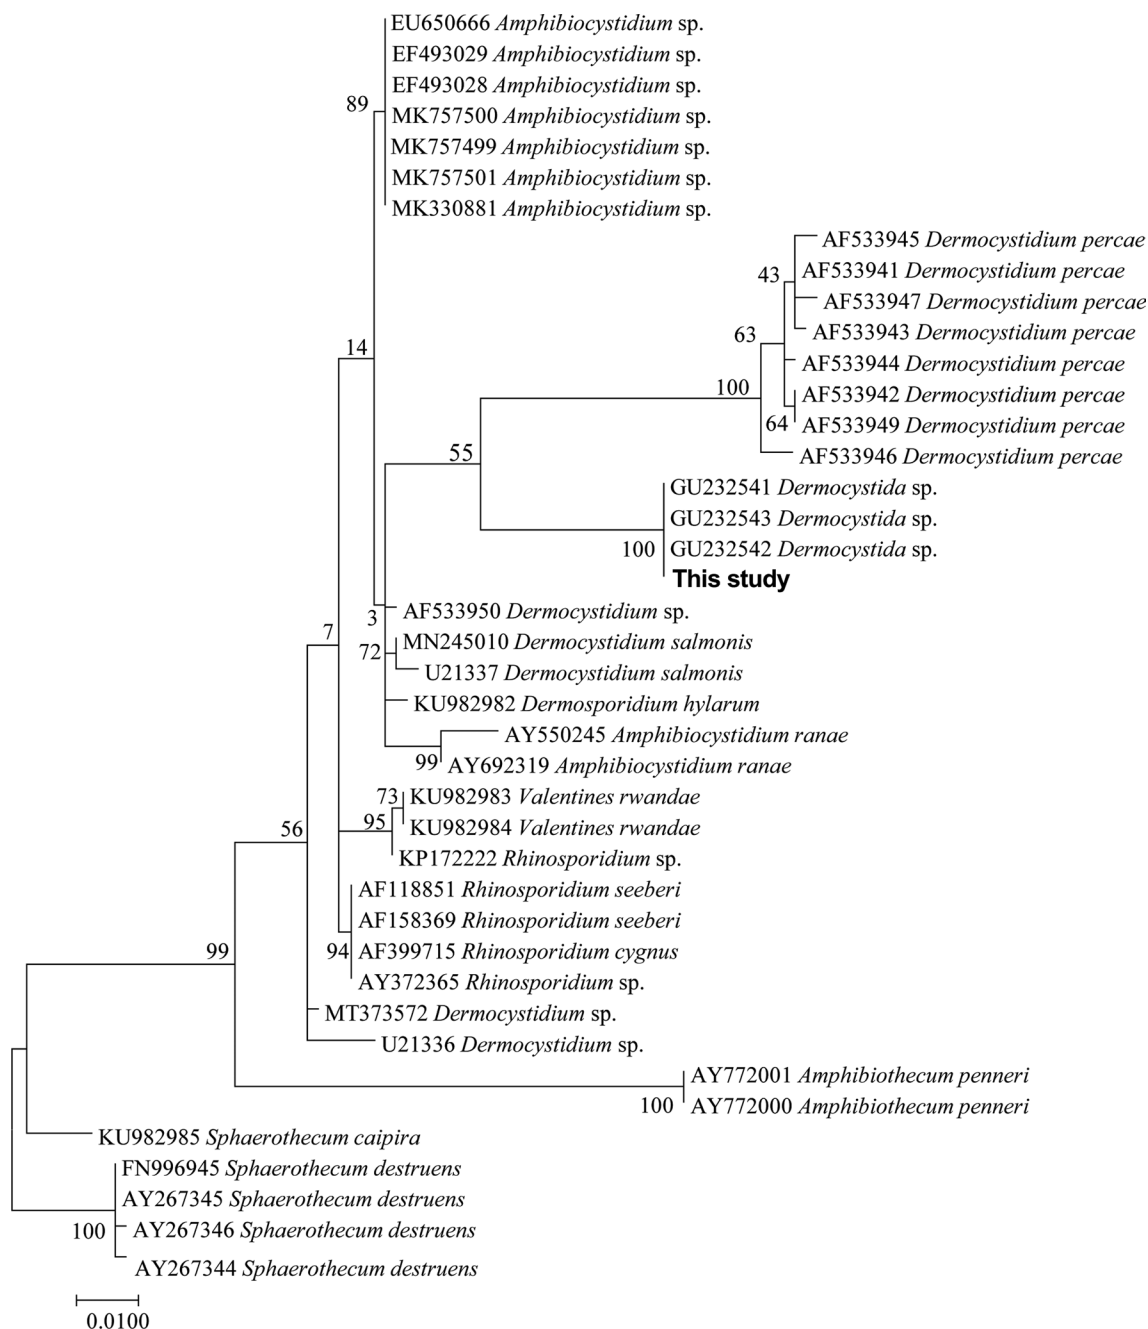 EU650666 Amphibiocystidium sp.
EF493029 Amphibiocystidium sp.
EF493028 Amphibiocystidium sp.
89
MK757500 Amphibiocystidium sp.
MK757499 Amphibiocystidium sp.
MK757501 Amphibiocystidium sp.
MK330881 Amphibiocystidium sp.
AF533945 Dermocystidium percae
43
AF533941 Dermocystidium percae
AF533947 Dermocystidium percae
63
AF533943 Dermocystidium percae
14
AF533944 Dermocystidium percae
100
AF533942 Dermocystidium percae
64
AF533949 Dermocystidium percae
55
AF533946 Dermocystidium percae
GU232541 Dermocystida sp.
GU232543 Dermocystida sp.
100
GU232542 Dermocystida sp.
This study
3
AF533950 Dermocystidium sp.
7
MN245010 Dermocystidium salmonis
72
U21337 Dermocystidium salmonis
KU982982 Dermosporidium hylarum
AY550245 Amphibiocystidium ranae
99
AY692319 Amphibiocystidium ranae
73
KU982983 Valentines rwandae
56
95
KU982984 Valentines rwandae
KP172222 Rhinosporidium sp.
AF118851 Rhinosporidium seeberi
AF158369 Rhinosporidium seeberi
99
94
AF399715 Rhinosporidium cygnus
AY372365 Rhinosporidium sp.
MT373572 Dermocystidium sp.
U21336 Dermocystidium sp.
AY772001 Amphibiothecum penneri
100
AY772000 Amphibiothecum penneri
KU982985 Sphaerothecum caipira
FN996945 Sphaerothecum destruens
AY267345 Sphaerothecum destruens
100
AY267346 Sphaerothecum destruens
AY267344 Sphaerothecum destruens
0.0100